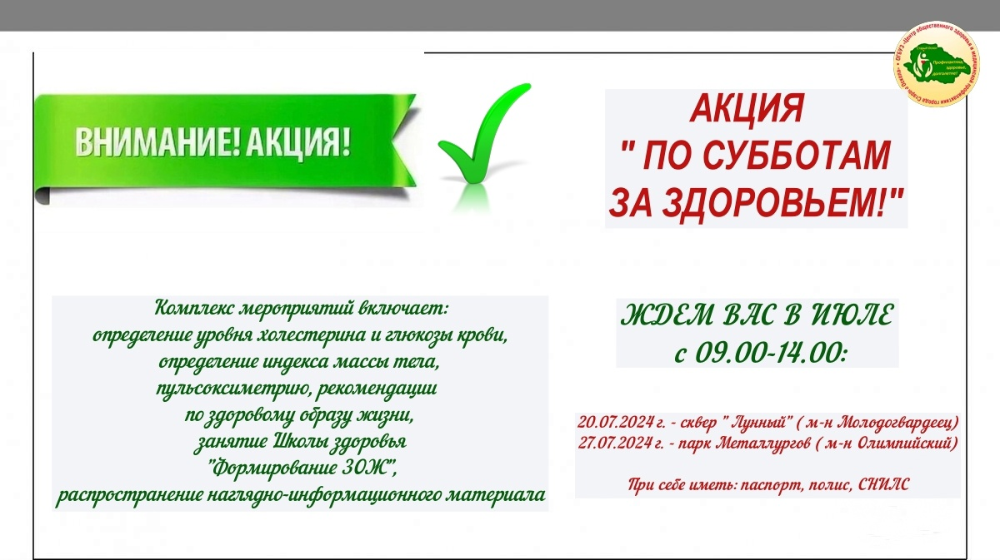 ВНИМАНИЕ! АКЦИЯ!
АКЦИЯ
" ПО СУББОТАМ
ЗА ЗДОРОВЬЕМ!"
Комплекс мероприятий включает:
определение уровня холестерина и глюкозы крови,
определение индекса массы тела,
пульсоксиметрию, рекомендации
по здоровому образу жизни,
занятие Школы здоровья
"Формирование ЗОЖ",
распространение наглядно-информационного материала
ЖДЕМ ВАС В ИЮЛЕ
с 09.00-14.00:
20.07.2024 г. - сквер " Лунный" ( м-н Молодогвардеец)
27.07.2024 г. - парк Металлургов ( м-н Олимпийский)
При себе иметь: паспорт, полис, СНИЛС
ОГБУЗ «Центр общественного здоровья и медицинской профилактики города Старого Оскола»
Профилактика,
здоровье,
долголетие!